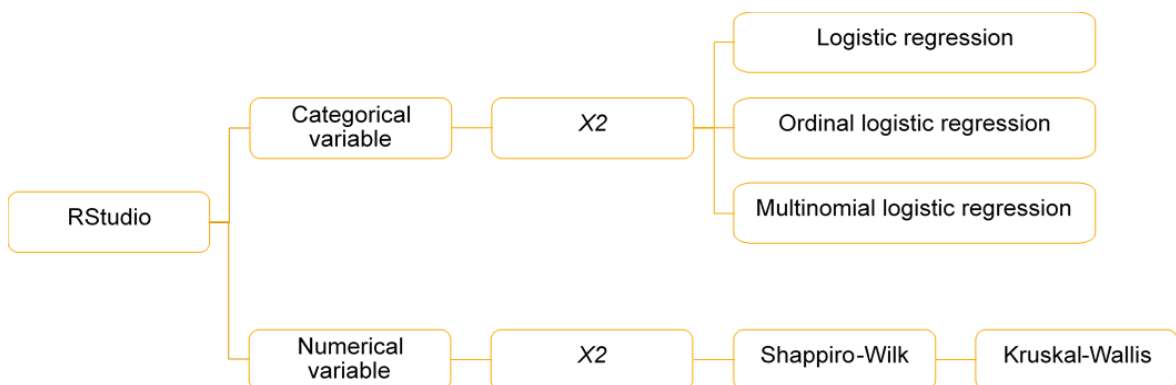 Logistic regression
Categorical
variable
X2
Ordinal logistic regression
RStudio
Multinomial logistic regression
Numerical
variable
X2
Shappiro-Wilk
Kruskal-Wallis